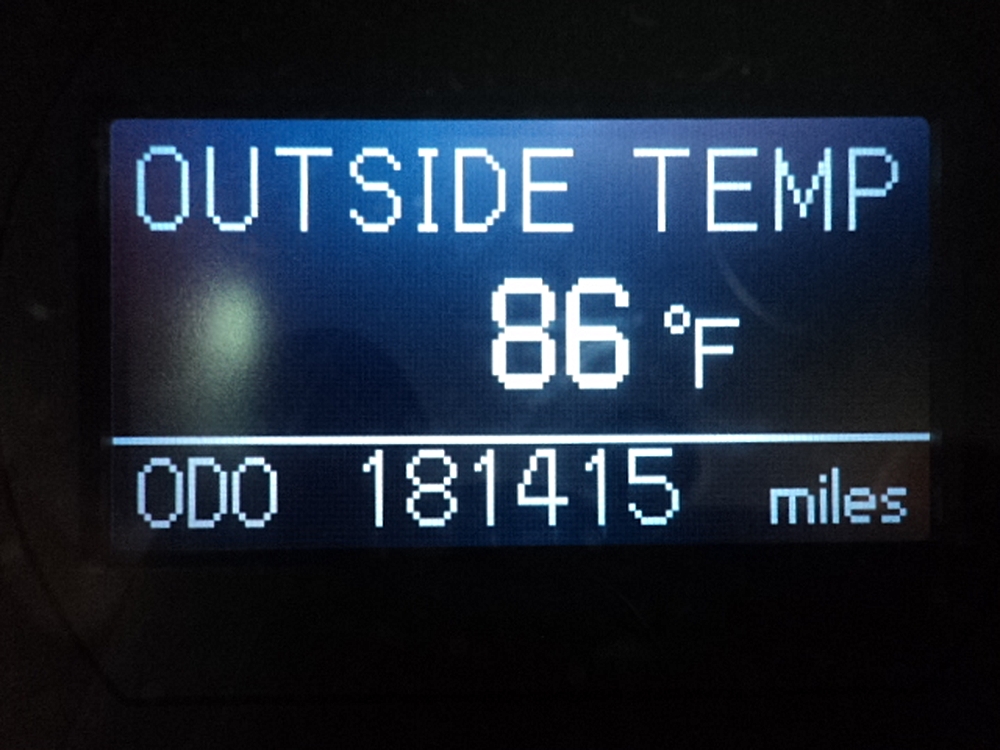 OUTSIDE TEMP
86 °F
ODO 181415 miles